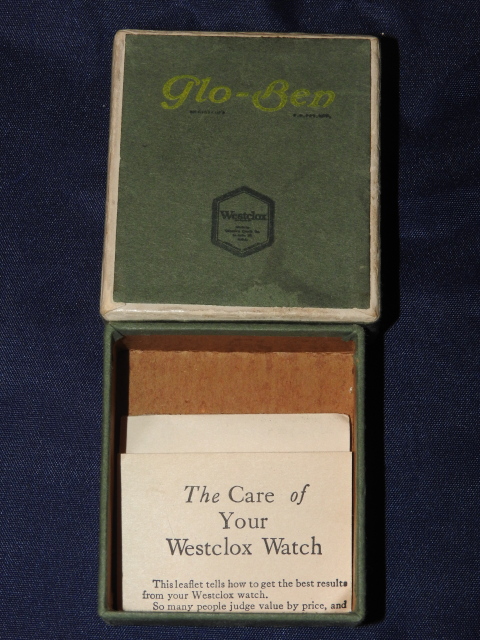 Glo-Ben
Westclox
The Care of
Your
Westclox Watch
This leaflet tells how to get the best results
from your Westclox watch.
So many people judge value by price, and